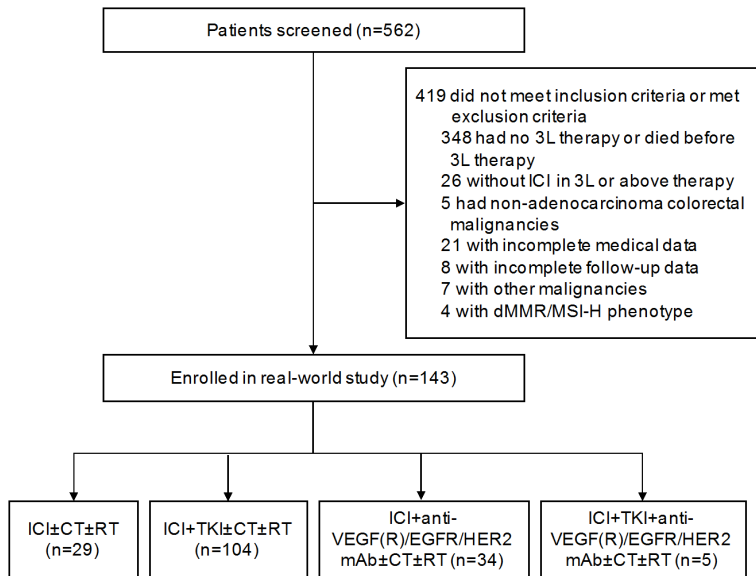 Patients screened (n=562)
419 did not meet inclusion criteria or met
exclusion criteria
348 had no 3L therapy or died before
3L therapy
26 without ICI in 3L or above therapy
5 had non-adenocarcinoma colorectal
malignancies
21 with incomplete medical data
8 with incomplete follow-up data
7 with other malignancies
4 with dMMR/MSI-H phenotype
Enrolled in real-world study (n=143)
ICI±CT±RT
(n=29)
ICI+TKI±CT±RT
(n=104)
ICI+anti-
VEGF(R)/EGFR/HER2
mAb±CT±RT (n=34)
ICI+TKI+anti-
VEGF(R)/EGFR/HER2
mAb±CT±RT (n=5)